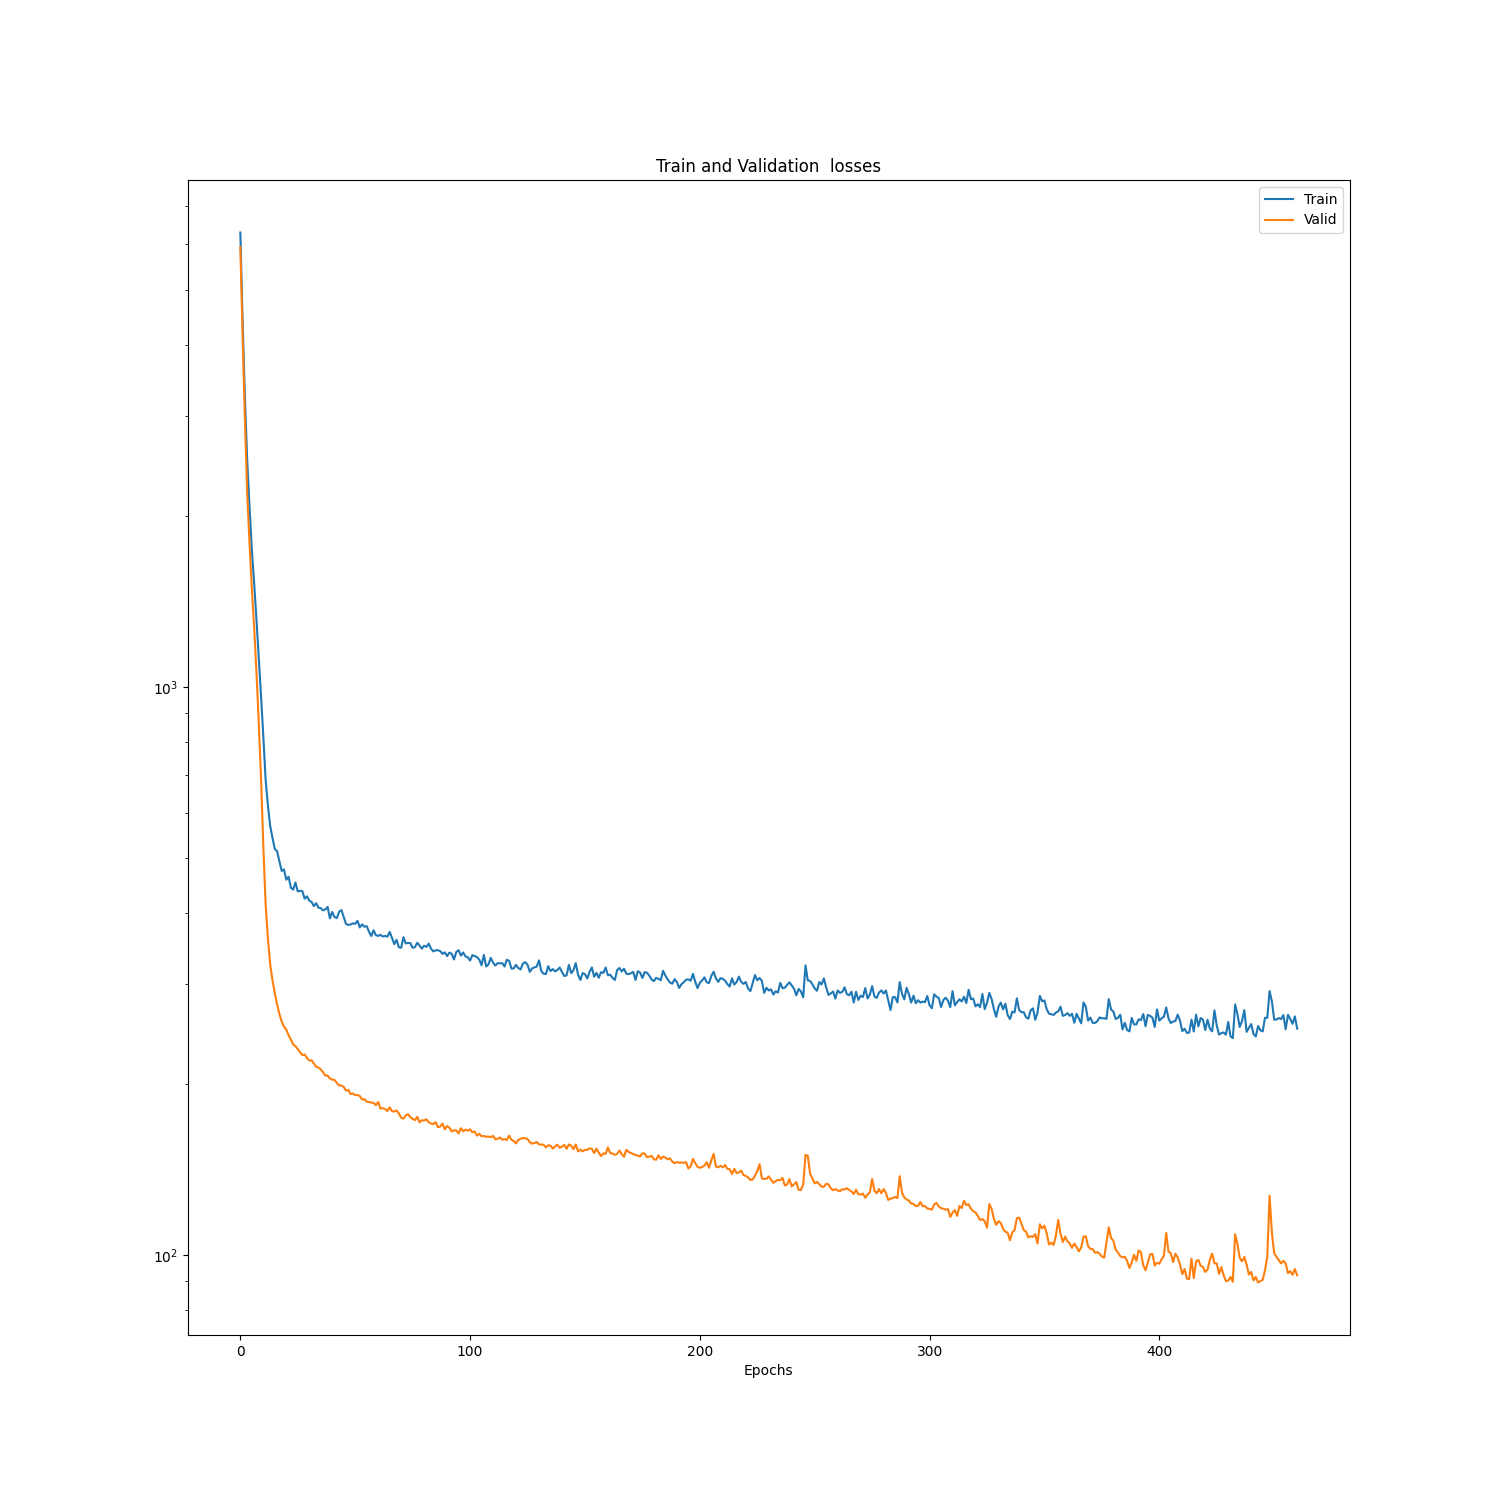 Train and Validation  losses
Train
Valid
10³
10²
0 100 200 300 400
Epochs